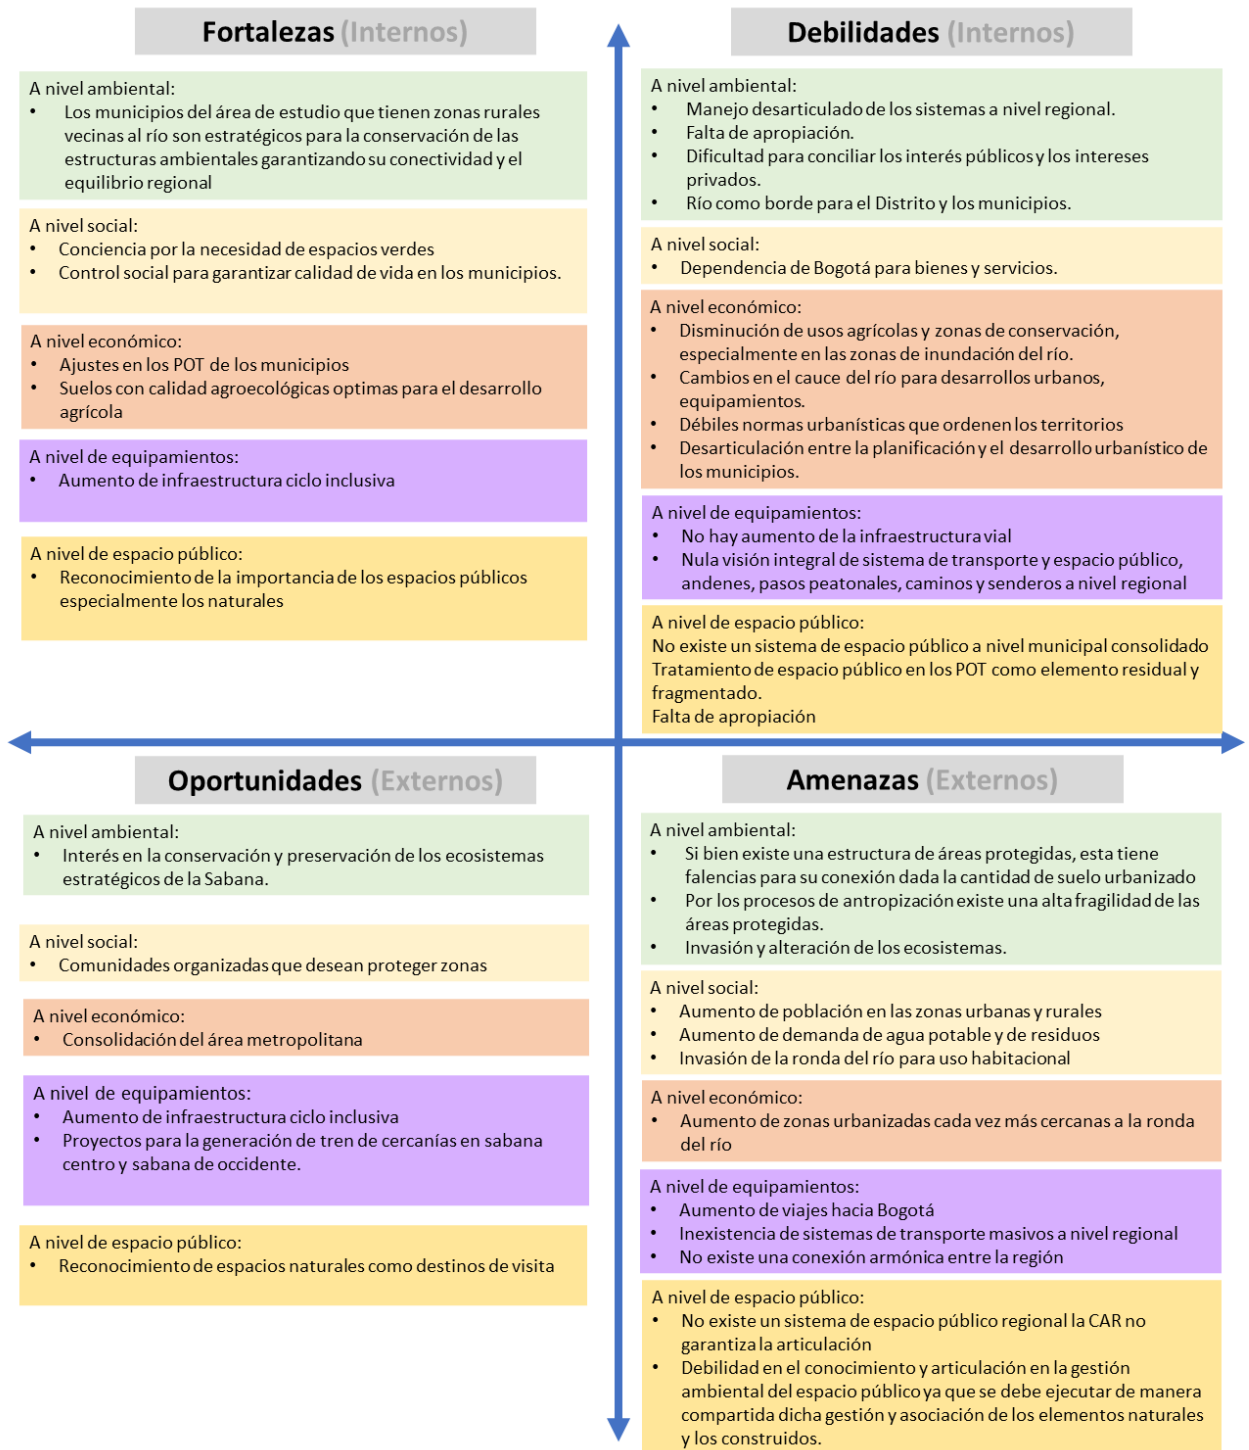 Fortalezas (Internos)
A nivel ambiental:
• Los municipios del área de estudio que tienen zonas rurales
vecinas al río son estratégicos para la conservación de las
estructuras ambientales garantizando su conectividad y el
equilibrio regional
A nivel social:
• Conciencia por la necesidad de espacios verdes
• Control social para garantizar calidad de vida en los municipios.
A nivel económico:
• Ajustes en los POT de los municipios
• Suelos con calidad agroecológicas optimas para el desarrollo
agrícola
A nivel de equipamientos:
• Aumento de infraestructura ciclo inclusiva
A nivel de espacio público:
• Reconocimiento de la importancia de los espacios públicos
especialmente los naturales
Debilidades (Internos)
A nivel ambiental:
• Manejo desarticulado de los sistemas a nivel regional.
• Falta de apropiación.
• Dificultad para conciliar los interés públicos y los intereses
privados.
• Río como borde para el Distrito y los municipios.
A nivel social:
• Dependencia de Bogotá para bienes y servicios.
A nivel económico:
• Disminución de usos agrícolas y zonas de conservación,
especialmente en las zonas de inundación del río.
• Cambios en el cauce del río para desarrollos urbanos,
equipamientos.
• Débiles normas urbanísticas que ordenen los territorios
• Desarticulación entre la planificación y el desarrollo urbanístico de
los municipios.
A nivel de equipamientos:
• No hay aumento de la infraestructura vial
• Nula visión integral de sistema de transporte y espacio público,
andenes, pasos peatonales, caminos y senderos a nivel regional
A nivel de espacio público:
No existe un sistema de espacio público a nivel municipal consolidado
Tratamiento de espacio público en los POT como elemento residual y
fragmentado.
Falta de apropiación
Oportunidades (Externos)
A nivel ambiental:
• Interés en la conservación y preservación de los ecosistemas
estratégicos de la Sabana.
A nivel social:
• Comunidades organizadas que desean proteger zonas
A nivel económico:
• Consolidación del área metropolitana
A nivel de equipamientos:
• Aumento de infraestructura ciclo inclusiva
• Proyectos para la generación de tren de cercanías en sabana
centro y sabana de occidente.
A nivel de espacio público:
• Reconocimiento de espacios naturales como destinos de visita
Amenazas (Externos)
A nivel ambiental:
• Si bien existe una estructura de áreas protegidas, esta tiene
falencias para su conexión dada la cantidad de suelo urbanizado
• Por los procesos de antropización existe una alta fragilidad de las
áreas protegidas.
• Invasión y alteración de los ecosistemas.
A nivel social:
• Aumento de población en las zonas urbanas y rurales
• Aumento de demanda de agua potable y de residuos
• Invasión de la ronda del río para uso habitacional
A nivel económico:
• Aumento de zonas urbanizadas cada vez más cercanas a la ronda
del río
A nivel de equipamientos:
• Aumento de viajes hacia Bogotá
• Inexistencia de sistemas de transporte masivos a nivel regional
• No existe una conexión armónica entre la región
A nivel de espacio público:
• No existe un sistema de espacio público regional la CAR no
garantiza la articulación
• Debilidad en el conocimiento y articulación en la gestión
ambiental del espacio público ya que se debe ejecutar de manera
compartida dicha gestión y asociación de los elementos naturales
y los construidos.